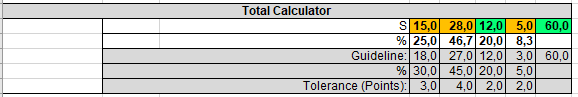 Total Calculator
S 15,0 28,0 12,0 5,0 60,0
% 25,0 46,7 20,0 8,3
Guideline: 18,0 27,0 12,0 3,0 60,0
% 30,0 45,0 20,0 5,0
Tolerance (Points): 3,0 4,0 2,0 2,0